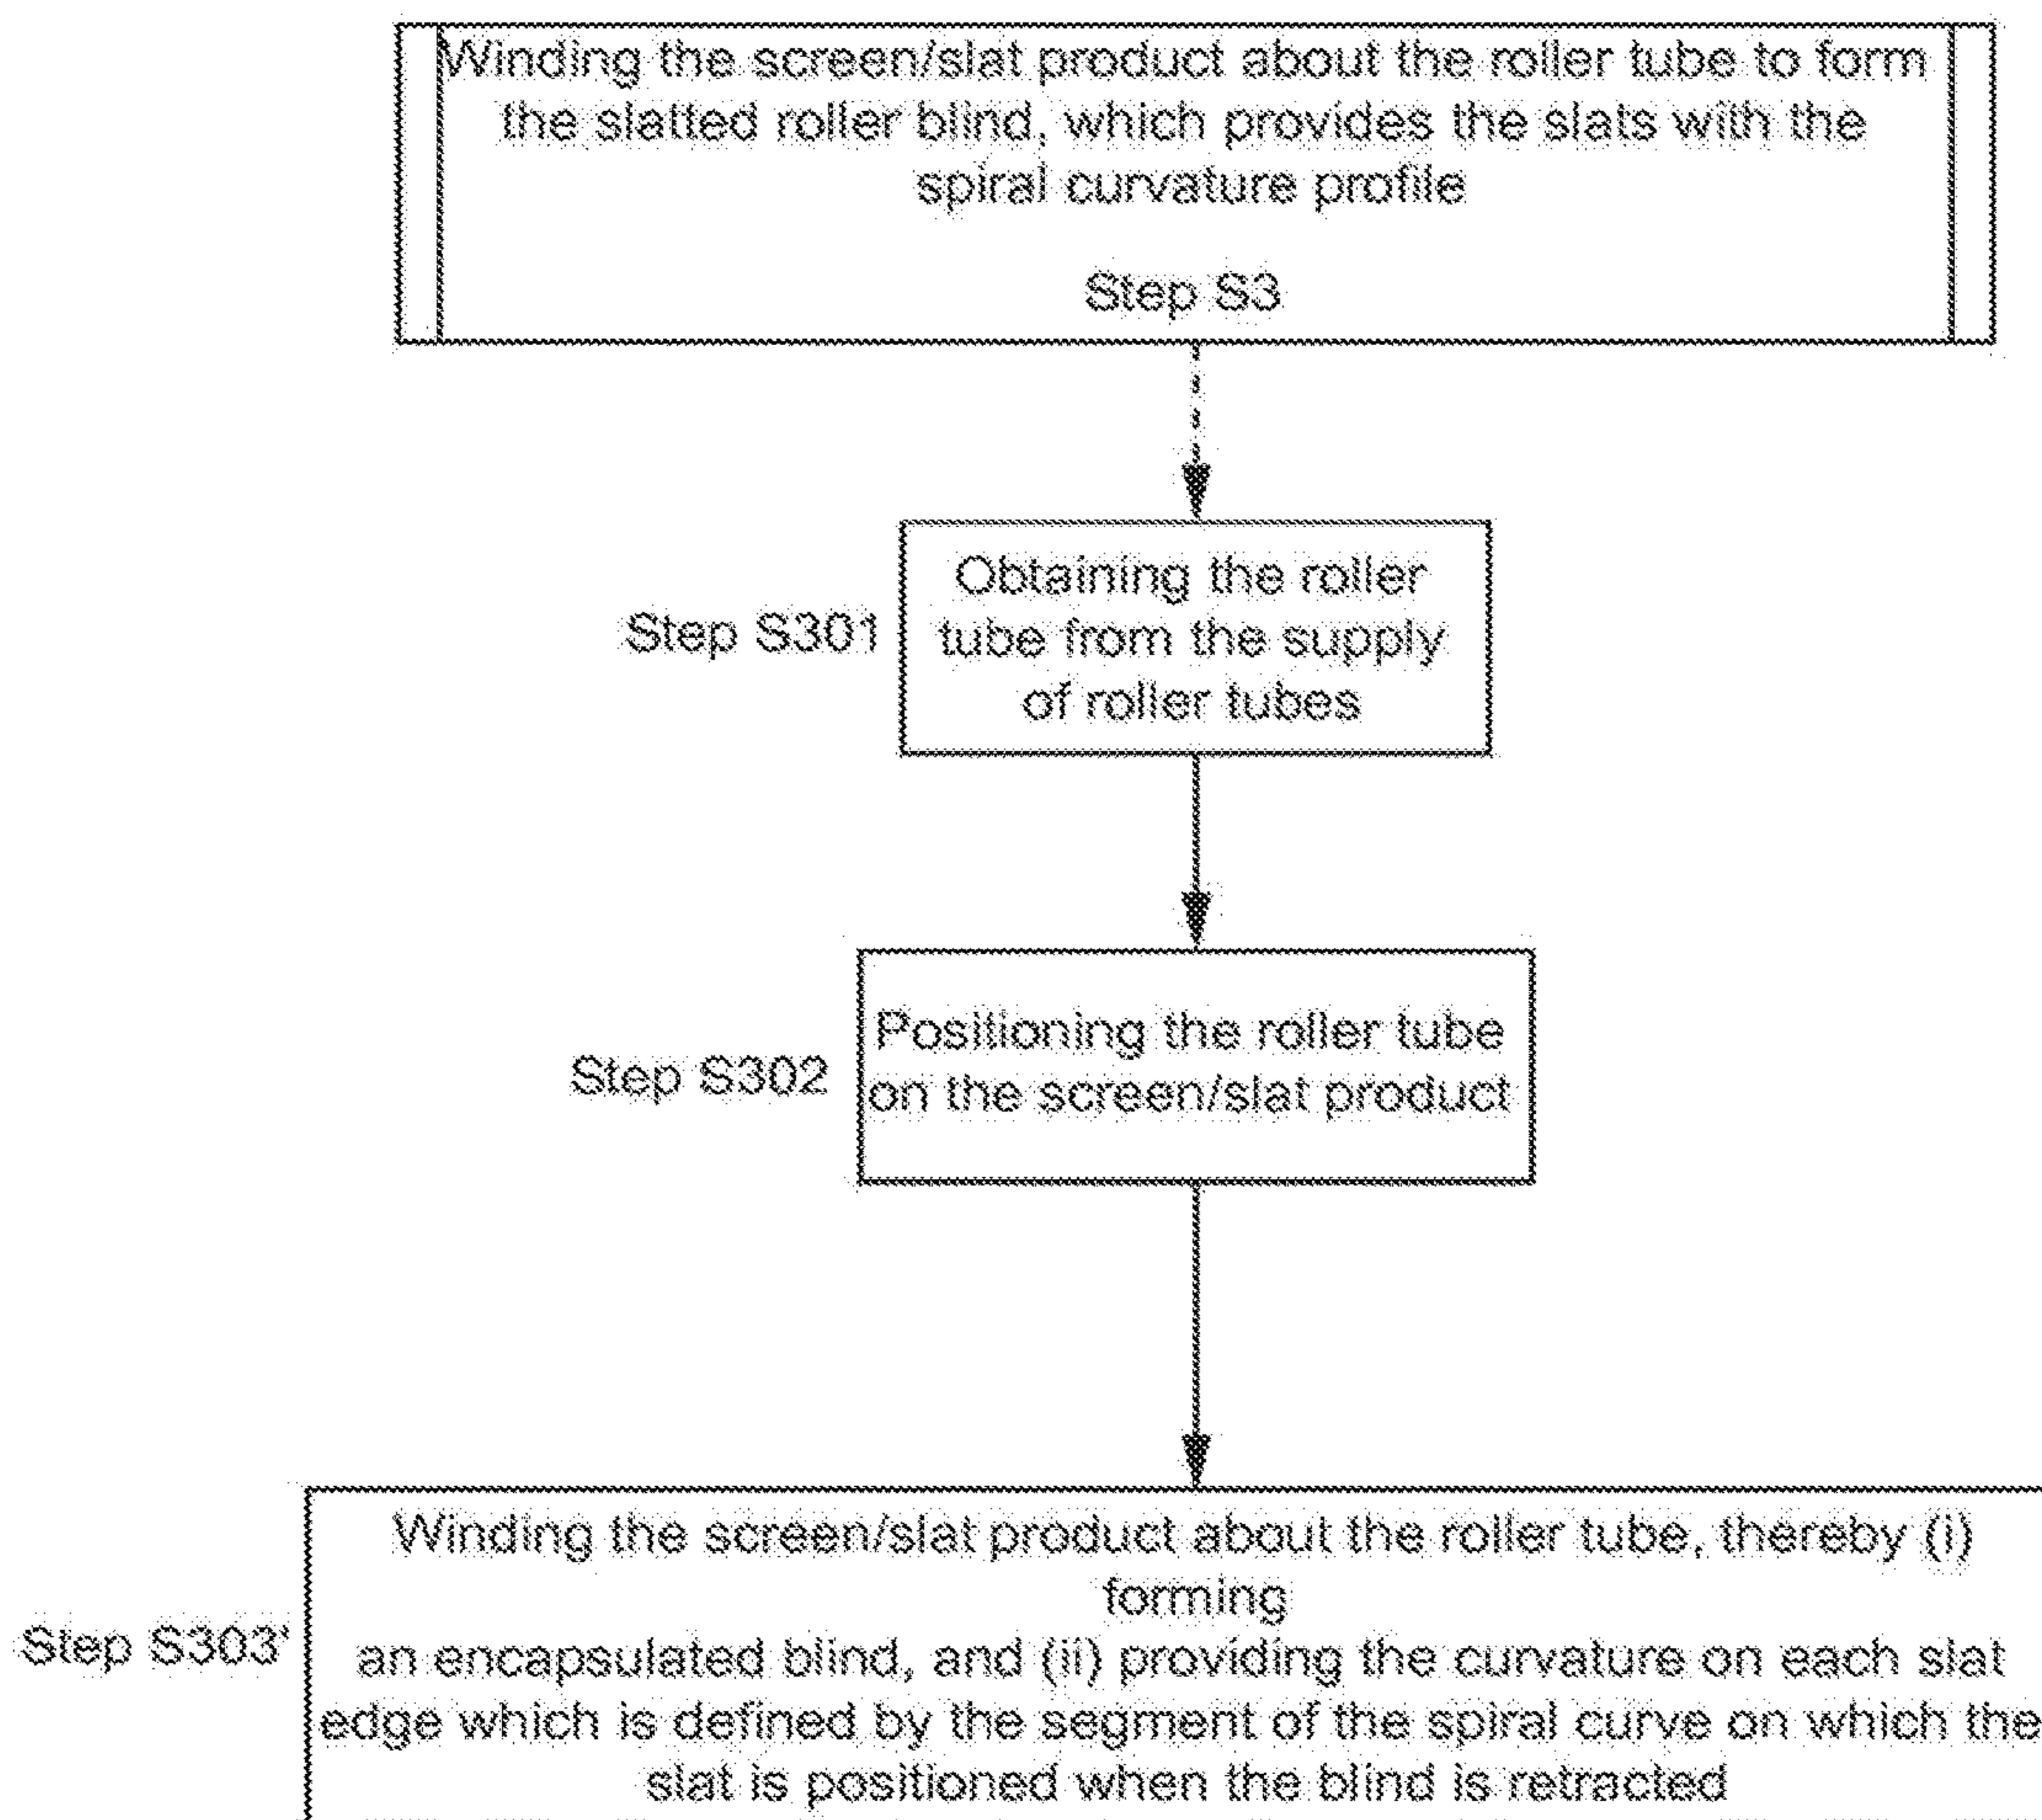 Winding the screen/slat product about the roller tube to form
the slatted roller blind, which provides the slats with the
spiral curvature profile
Step S3
Step S301
Obtaining the roller
tube from the supply
of roller tubes
Step S302
Positioning the roller tube
on the screen/slat product
Step S303'
Winding the screen/slat product about the roller tube, thereby (i)
forming
an encapsulated blind, and (ii) providing the curvature on each slat
edge which is defined by the segment of the spiral curve on which the
slat is positioned when the blind is retracted